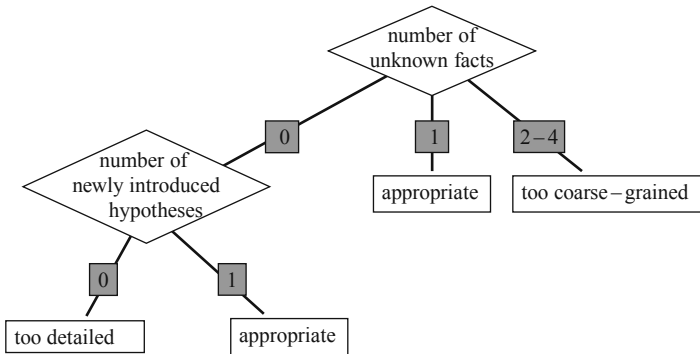 number of
unknown facts
0
1
2–4
number of
newly introduced
hypotheses
appropriate
too coarse–grained
0
1
too detailed
appropriate